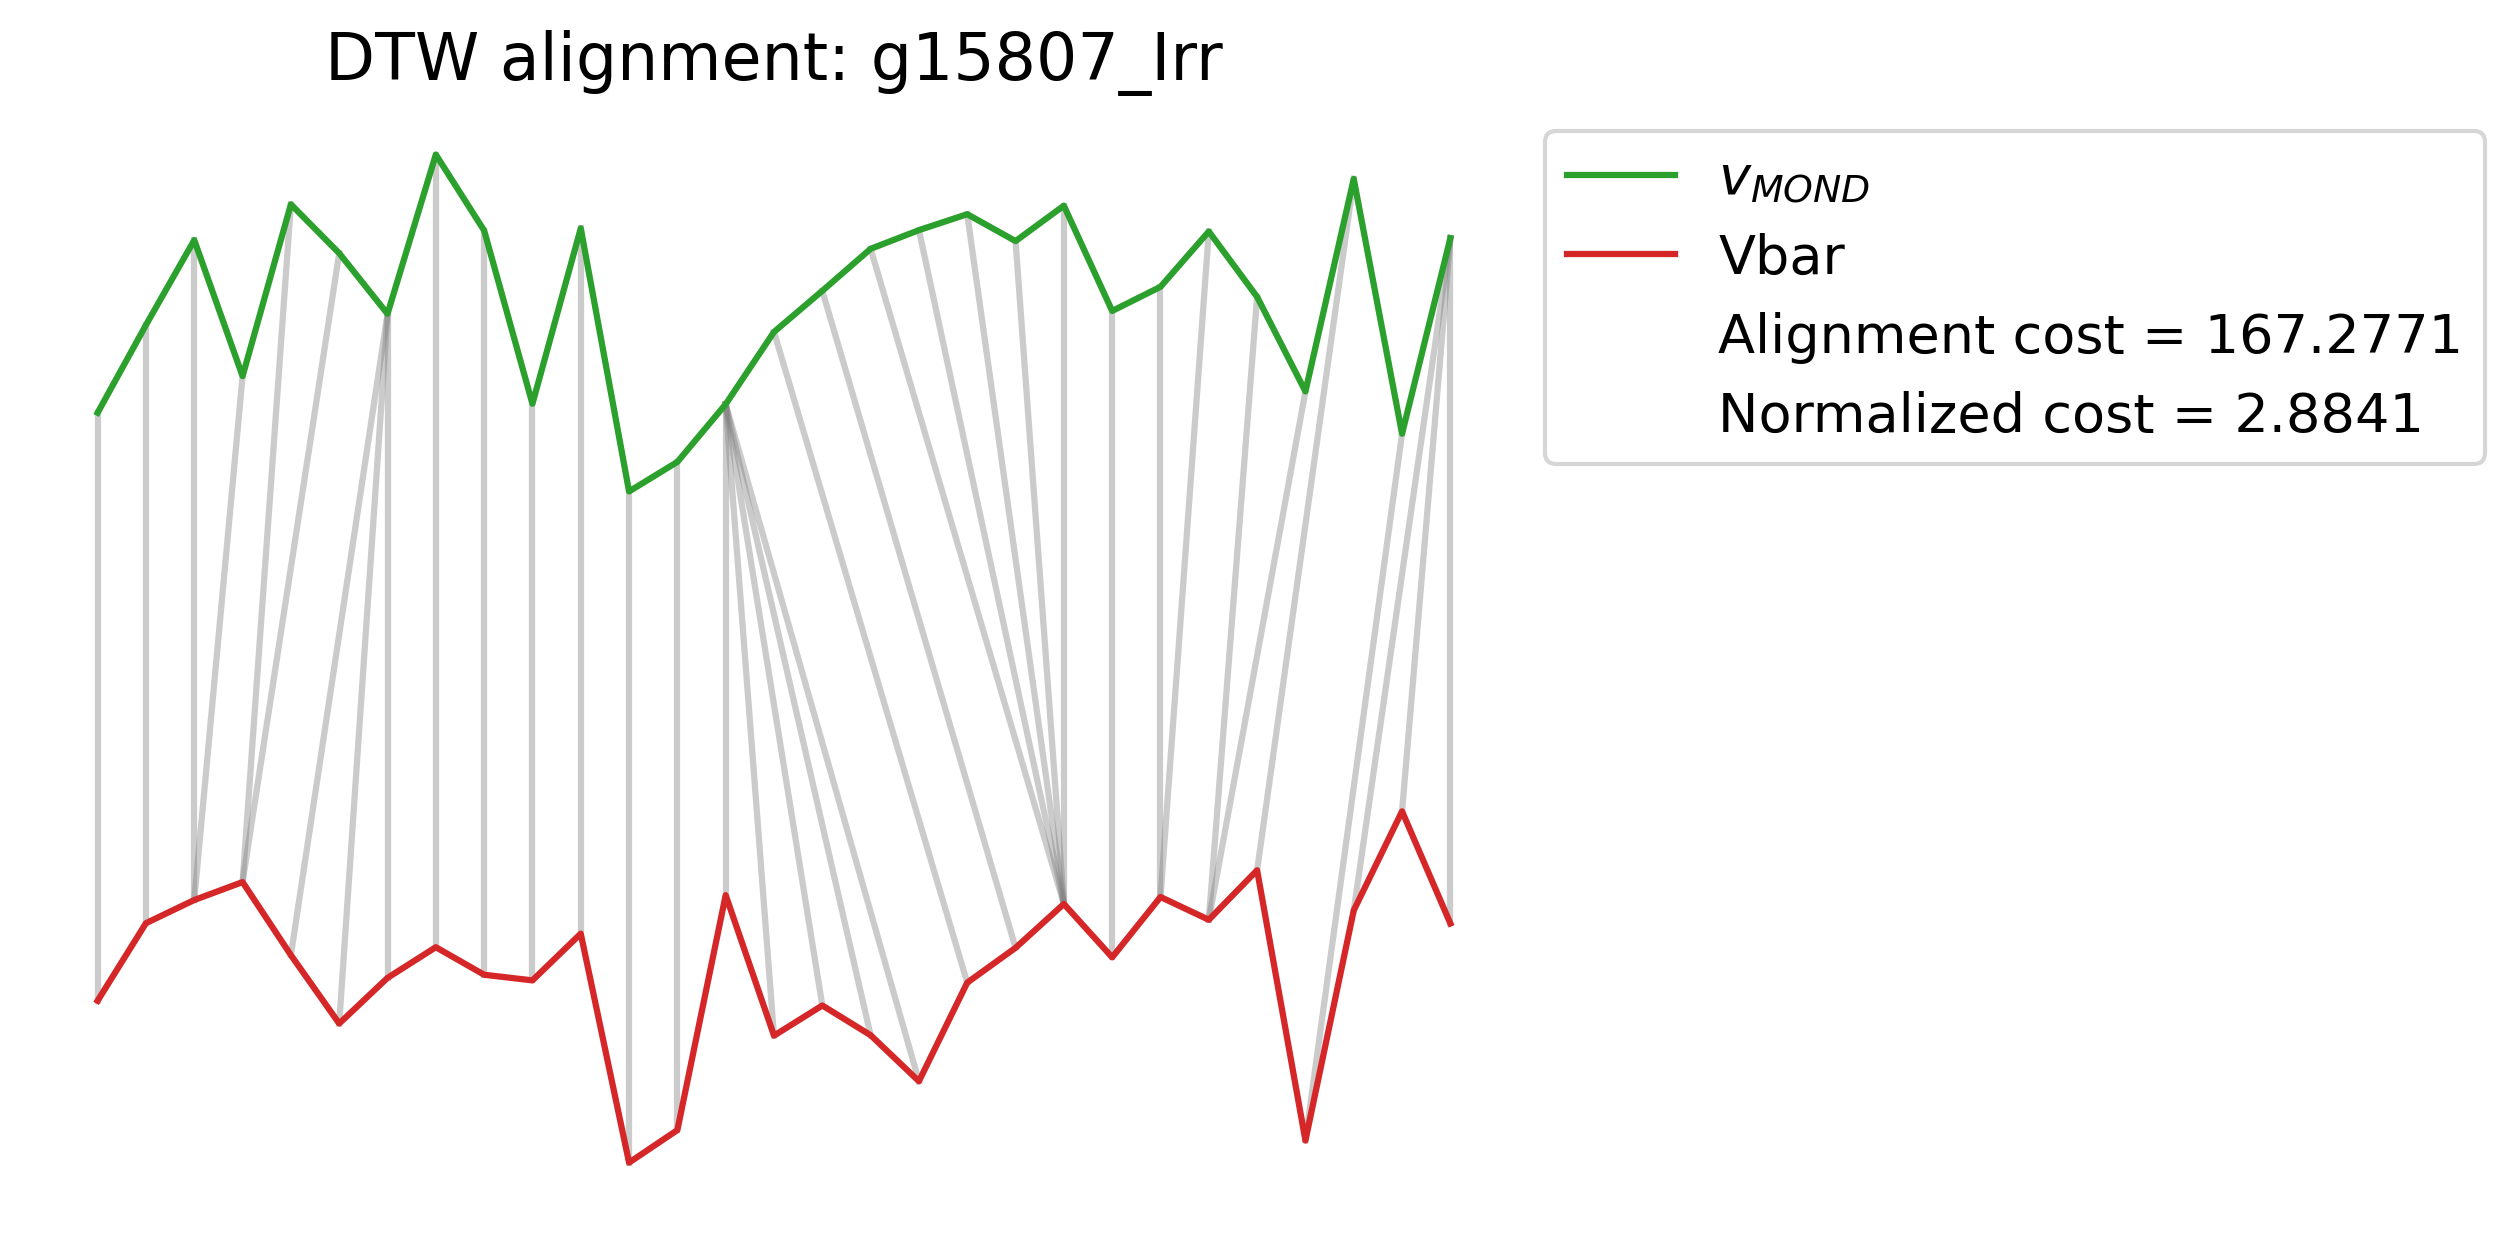 DTW alignment: g15807_Irr
v_MOND
Vbar
Alignment cost = 167.2771
Normalized cost = 2.8841